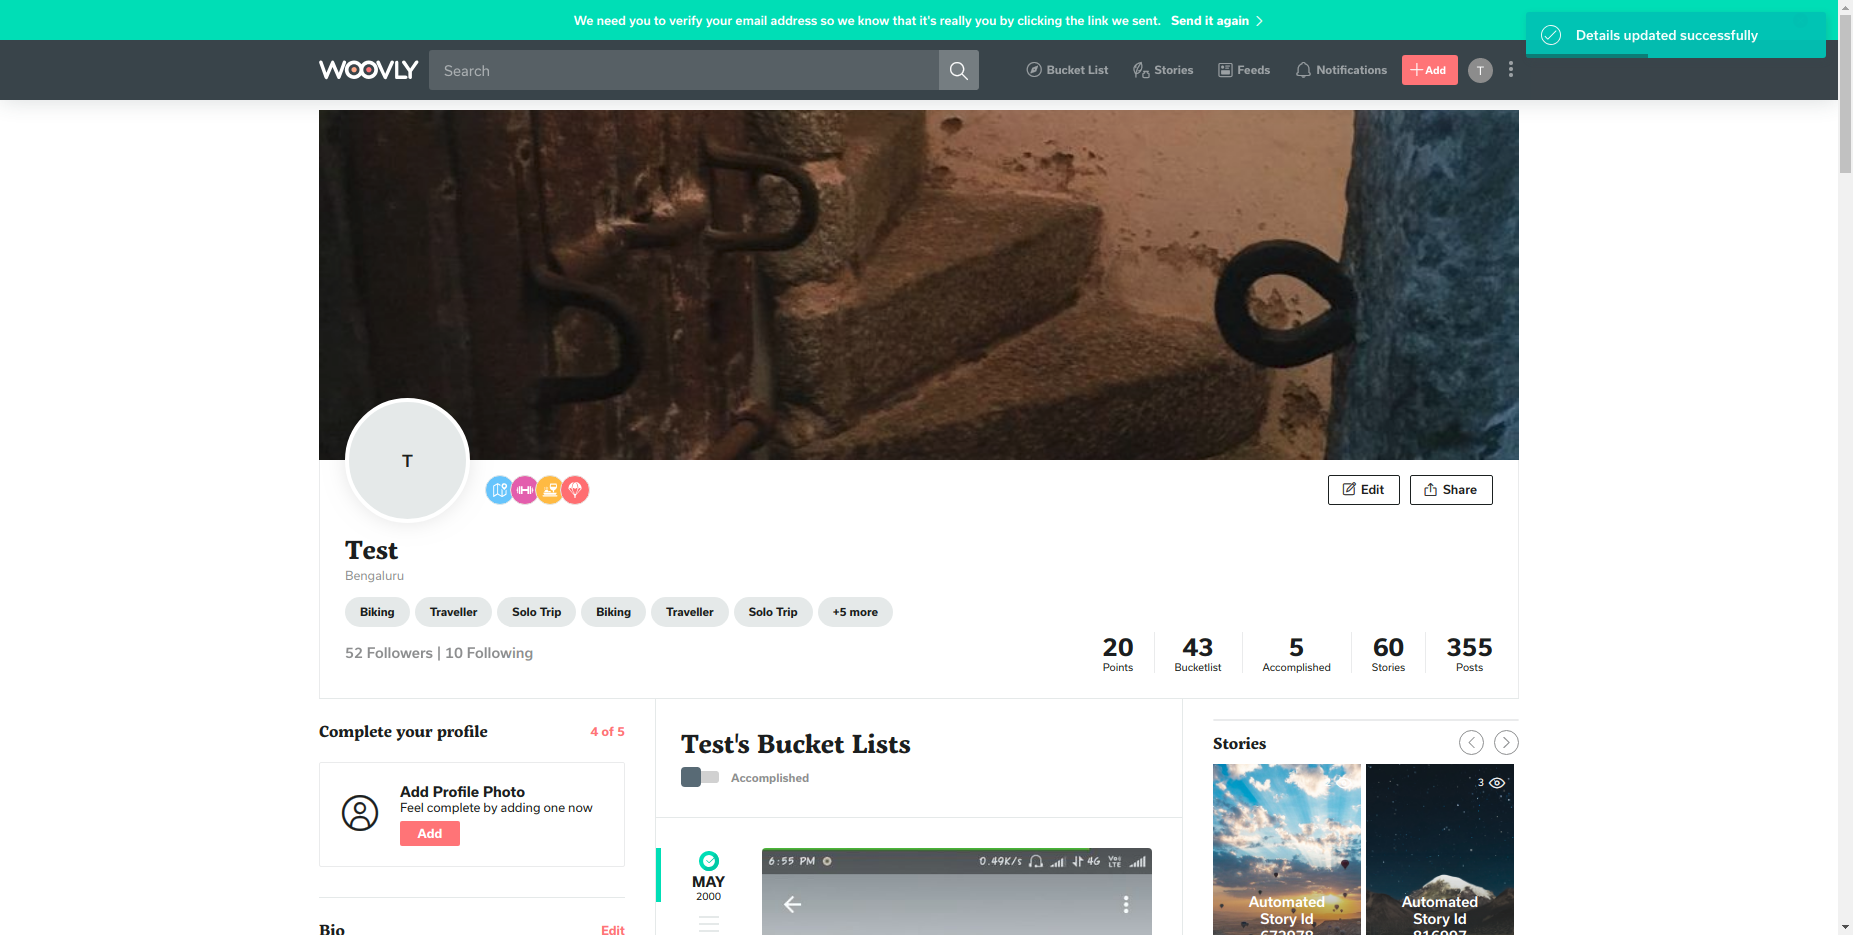 We need you to verify your email address so we know that it's really you by clicking the link we sent. Send it again
Details updated successfully
WOOVLY
Search
Bucket List
Stories
Feeds
Notifications
Add
T
T
Edit
Share
Test
Bengaluru
Biking
Traveller
Solo Trip
Biking
Traveller
Solo Trip
+5 more
52 Followers | 10 Following
20
Points
43
Bucketlist
5
Accomplished
60
Stories
355
Posts
Complete your profile
4 of 5
Add Profile Photo
Feel complete by adding one now
Add
Bio
Edit
Test's Bucket Lists
Accomplished
MAY
2000
6:55 PM
0.49K/s
4G
Vo)
LTE
Stories
3
Automated
Story Id
Automated
Story Id